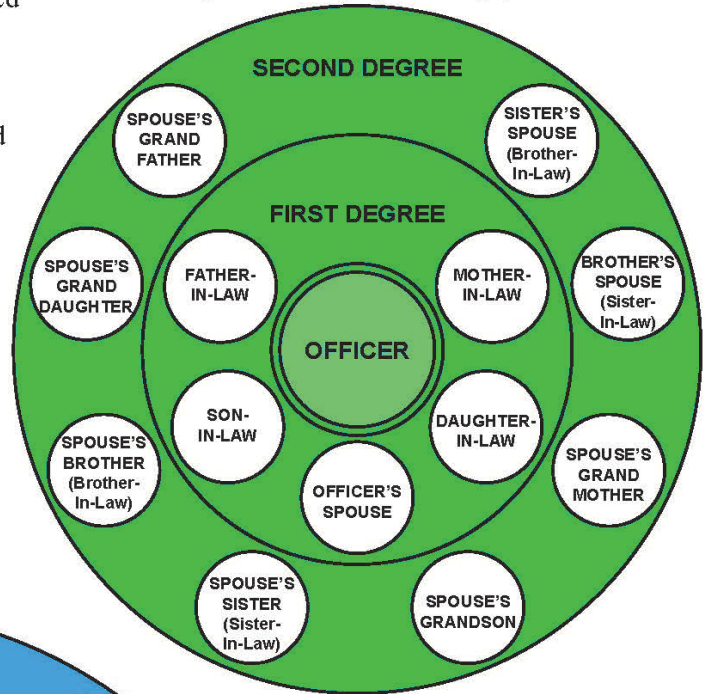 ed
d
SECOND DEGREE
SPOUSE'S
GRAND
FATHER
SISTER'S
SPOUSE
(Brother-
In-Law)
FIRST DEGREE
SPOUSE'S
GRAND
DAUGHTER
FATHER-
IN-LAW
MOTHER-
IN-LAW
BROTHER'S
SPOUSE
(Sister-
In-Law)
OFFICER
SON-
IN-LAW
DAUGHTER-
IN-LAW
SPOUSE'S
BROTHER
(Brother-
In-Law)
OFFICER'S
SPOUSE
SPOUSE'S
GRAND
MOTHER
SPOUSE'S
SISTER
(Sister-
In-Law)
SPOUSE'S
GRANDSON